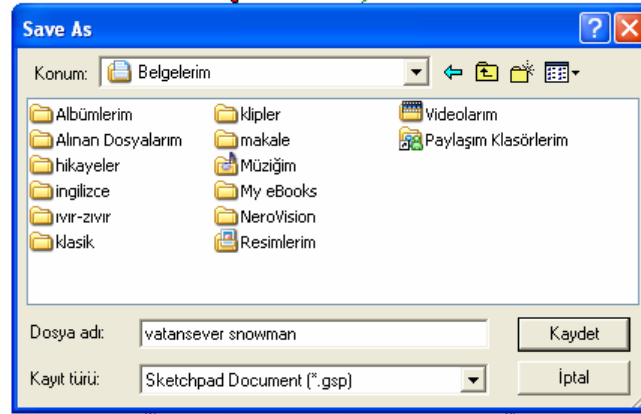 Save As
Konum: Belgelerim
Albümlerim
Alınan Dosyalarım
hikayeler
ingilizce
ıvır-zıvır
klasik
klipler
makale
Müziğim
My eBooks
NeroVision
Resimlerim
Videolarım
Paylaşım Klasörlerim
Dosya adı: vatansever snowman Kaydet
Kayıt türü: Sketchpad Document (*.gsp) İptal